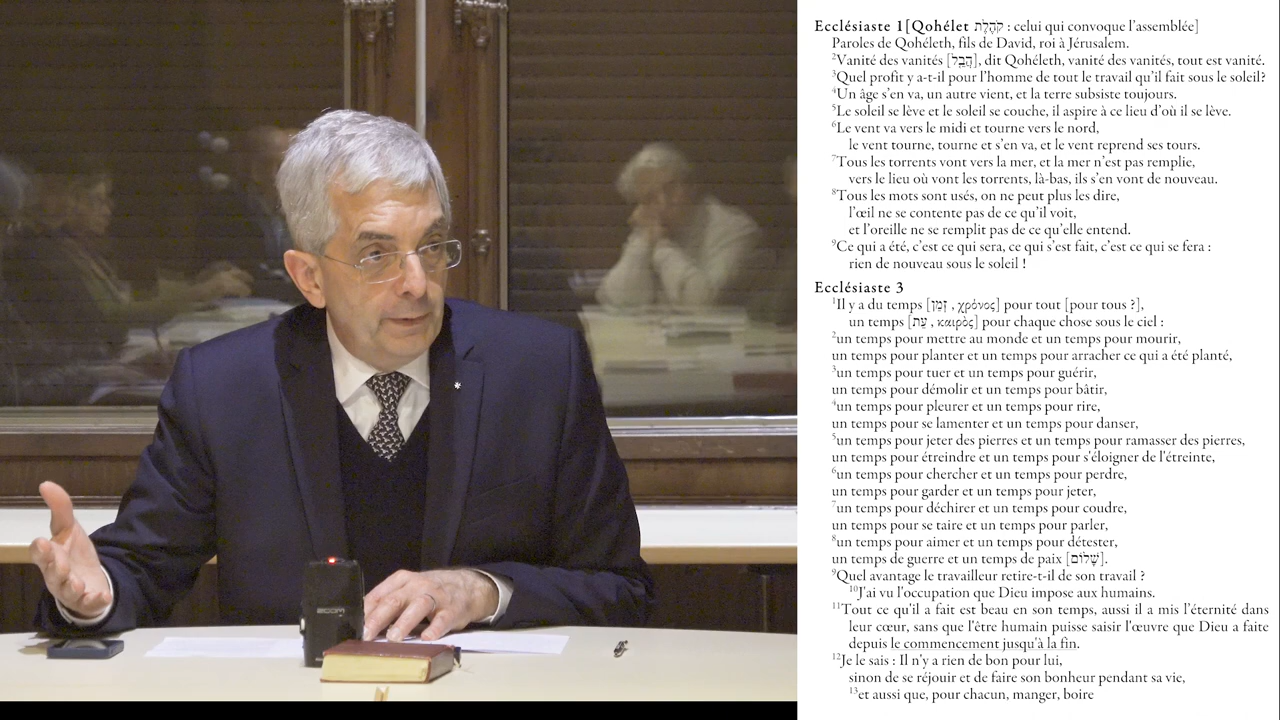 Ecclésiaste 1[Qohélet קֹהֶלֶת : celui qui convoque l'assemblée]
Paroles de Qohéleth, fils de David, roi à Jérusalem.
²Vanité des vanités [הֲבֵל], dit Qohéleth, vanité des vanités, tout est vanité.
³Quel profit y a-t-il pour l'homme de tout le travail qu'il fait sous le soleil?
⁴Un âge s'en va, un autre vient, et la terre subsiste toujours.
⁵Le soleil se lève et le soleil se couche, il aspire à ce lieu d'où il se lève.
⁶Le vent va vers le midi et tourne vers le nord,
le vent tourne, tourne et s'en va, et le vent reprend ses tours.
⁷Tous les torrents vont vers la mer, et la mer n'est pas remplie,
vers le lieu où vont les torrents, là-bas, ils s'en vont de nouveau.
⁸Tous les mots sont usés, on ne peut plus les dire,
l'œil ne se contente pas de ce qu'il voit,
et l'oreille ne se remplit pas de ce qu'elle entend.
⁹Ce qui a été, c'est ce qui sera, ce qui s'est fait, c'est ce qui se fera :
rien de nouveau sous le soleil !
Ecclésiaste 3
¹Il y a du temps [זְמָן , χρόνος] pour tout [pour tous ?],
un temps [עֵת , καιρὸς] pour chaque chose sous le ciel :
²un temps pour mettre au monde et un temps pour mourir,
un temps pour planter et un temps pour arracher ce qui a été planté,
³un temps pour tuer et un temps pour guérir,
un temps pour démolir et un temps pour bâtir,
⁴un temps pour pleurer et un temps pour rire,
un temps pour se lamenter et un temps pour danser,
⁵un temps pour jeter des pierres et un temps pour ramasser des pierres,
un temps pour étreindre et un temps pour s'éloigner de l'étreinte,
⁶un temps pour chercher et un temps pour perdre,
un temps pour garder et un temps pour jeter,
⁷un temps pour déchirer et un temps pour coudre,
un temps pour se taire et un temps pour parler,
⁸un temps pour aimer et un temps pour détester,
un temps de guerre et un temps de paix [שָׁלוֹם].
⁹Quel avantage le travailleur retire-t-il de son travail ?
¹⁰J'ai vu l'occupation que Dieu impose aux humains.
¹¹Tout ce qu'il a fait est beau en son temps, aussi il a mis l'éternité dans
leur cœur, sans que l'être humain puisse saisir l'œuvre que Dieu a faite
depuis le commencement jusqu'à la fin.
¹²Je le sais : Il n'y a rien de bon pour lui,
sinon de se réjouir et de faire son bonheur pendant sa vie,
¹³et aussi que, pour chacun, manger, boire
zoom